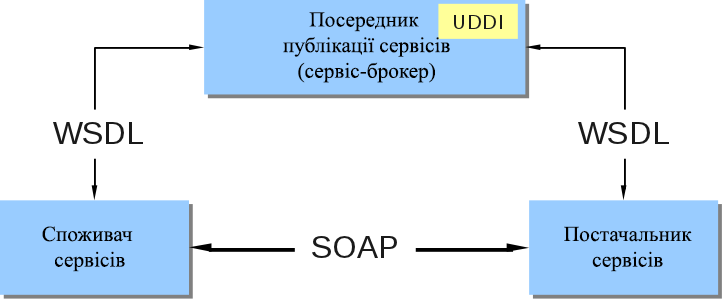 Посередник
UDDI
публікації сервісів
(сервіс-брокер)
WSDL
WSDL
Споживач
сервісів
SOAP
Постачальник
сервісів